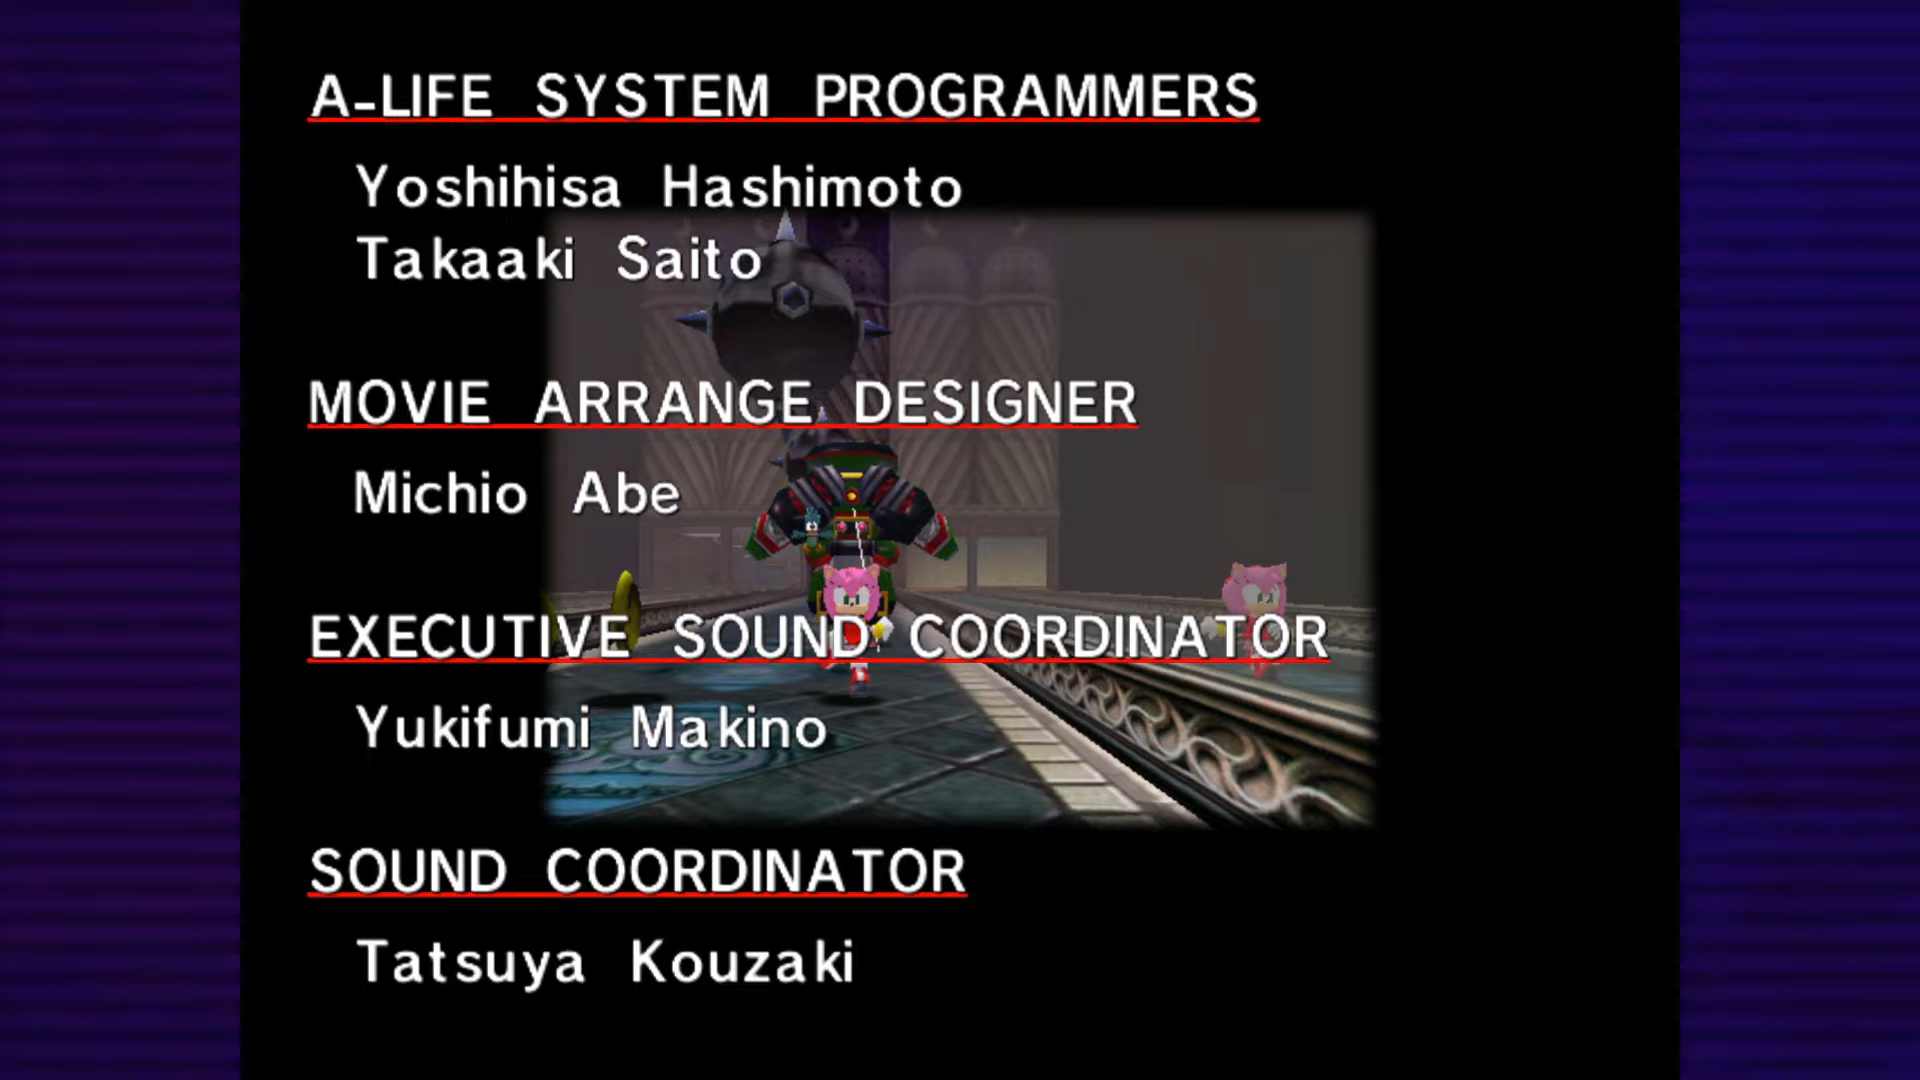 A-LIFE SYSTEM PROGRAMMERS
Yoshihisa Hashimoto
Takaaki Saito
MOVIE ARRANGE DESIGNER
Michio Abe
EXECUTIVE SOUND COORDINATOR
Yukifumi Makino
SOUND COORDINATOR
Tatsuya Kouzaki